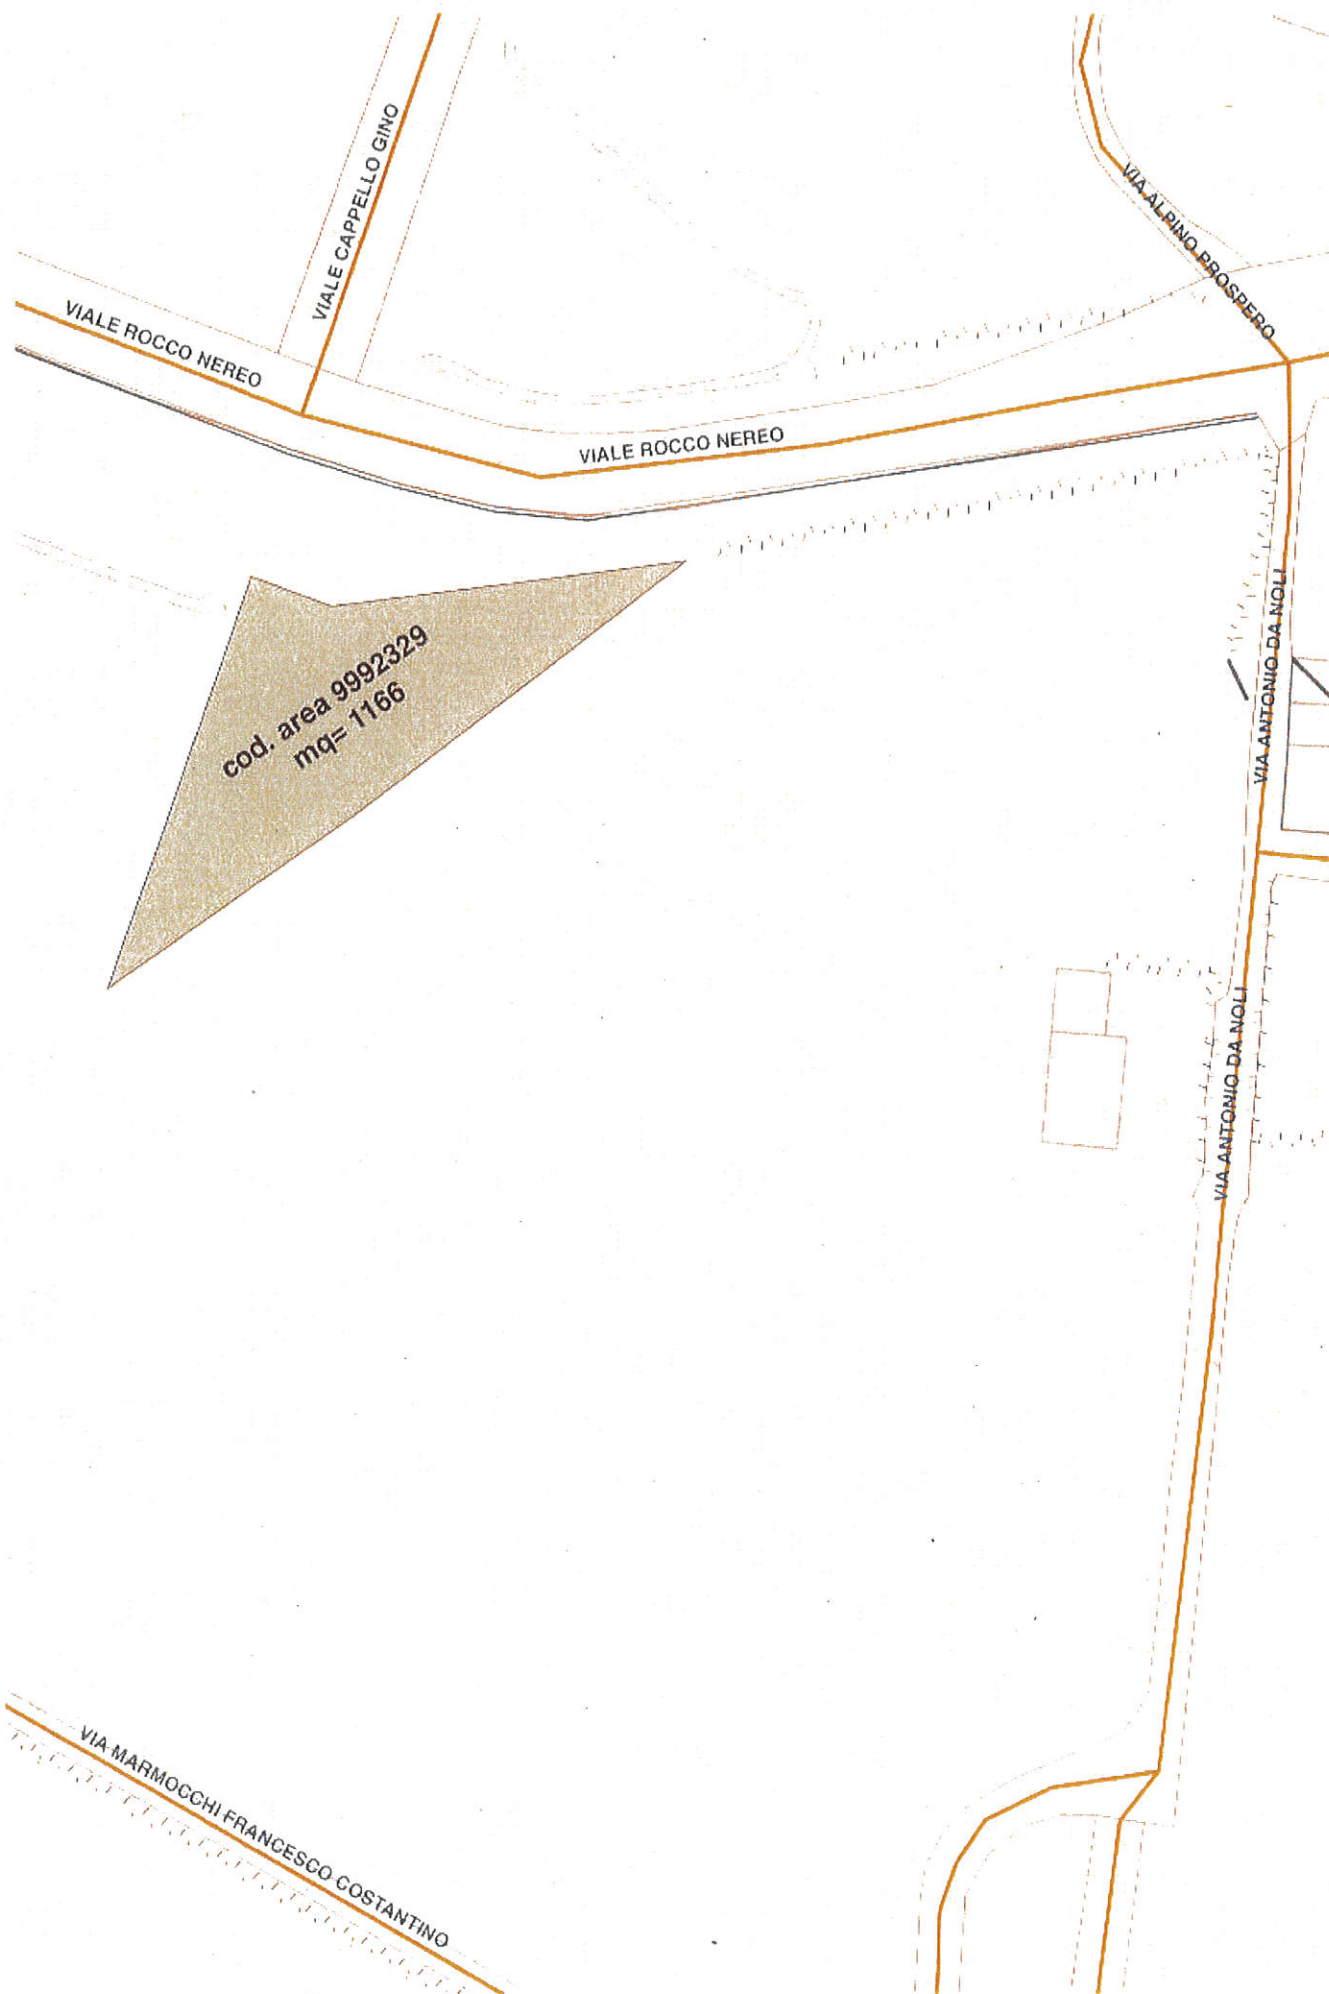 VIALE CAPPELLO GINO
VIA ALPINO PROSPERO
VIALE ROCCO NEREO
VIALE ROCCO NEREO
cod. area 9992329
mq= 1166
VIA ANTONIO DA NOLI
VIA ANTONIO DA NOLI
VIA MARMOCCHI FRANCESCO COSTANTINO